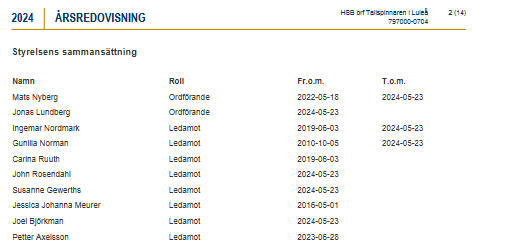 2024 ÅRSREDOVISNING HSB brf Tallspinnaren i Luleå 2 (14)
797000-0704
Styrelsens sammansättning
Namn Roll Fr.o.m. T.o.m.
Mats Nyberg Ordförande 2022-05-18 2024-05-23
Jonas Lundberg Ordförande 2024-05-23
Ingemar Nordmark Ledamot 2019-06-03 2024-05-23
Gunilla Norman Ledamot 2010-10-05 2024-05-23
Carina Ruuth Ledamot 2019-06-03
John Rosendahl Ledamot 2024-05-23
Susanne Gewerths Ledamot 2024-05-23
Jessica Johanna Meurer Ledamot 2016-05-01
Joel Björkman Ledamot 2024-05-23
Petter Axelsson Ledamot 2023-06-28